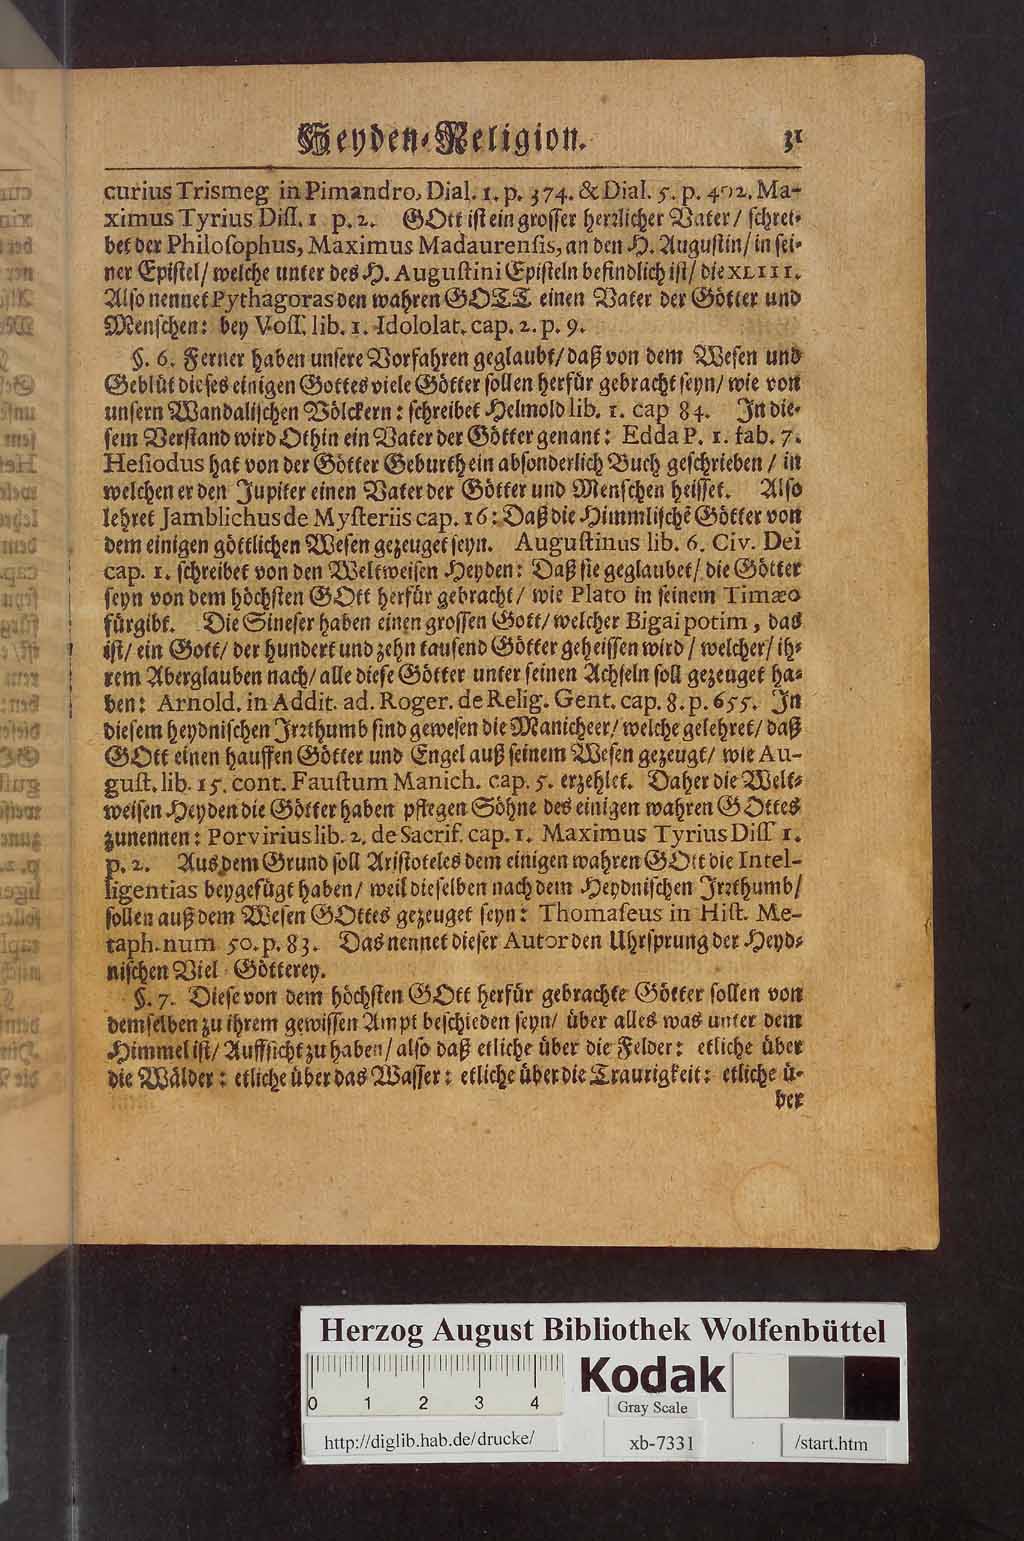 Heyden-Religion. 31
curius Trismeg in Pimandro, Dial. 1. p. 374. & Dial. 5. p. 402. Ma-
ximus Tyrius Diſſ. 1 p. 2. GOtt iſt ein groſſer herꝛlicher Vater/ ſchrei-
bet der Philoſophus, Maximus Madaurenſis, an den H. Auguſtin/ in ſei-
ner Epiſtel/ welche unter des H. Auguſtini Epiſteln befindlich iſt/ die XLIII.
Alſo nennet Pythagoras den wahren GOTT einen Vater der Götter und
Menſchen: bey Voſſ. lib. 1. Idololat. cap. 2. p. 9.
§. 6. Ferner haben unſere Vorfahren geglaubt/ daß von dem Weſen und
Geblüt dieſes einigen Gottes viele Götter ſollen herfür gebracht ſeyn/ wie von
unſern Wandaliſchen Völckern: ſchreibet Helmold lib. 1. cap 84. In die-
ſem Verſtand wird Othin ein Vater der Götter genant: Edda P. 1. fab. 7.
Heſiodus hat von der Götter Geburth ein abſonderlich Buch geſchrieben / in
welchen er den Jupiter einen Vater der Götter und Menſchen heiſſet. Alſo
lehret Jamblichus de Myſteriis cap. 16: Daß die Himmliſchē Götter von
dem einigen göttlichen Weſen gezeuget ſeyn. Auguſtinus lib. 6. Civ. Dei
cap. 1. ſchreibet von den Weltweiſen Heyden: Daß ſie geglaubet/ die Götter
ſeyn von dem höchſten GOtt herfür gebracht/ wie Plato in ſeinem Timæo
fürgibt. Die Sineſer haben einen groſſen Gott/ welcher Bigai potim, das
iſt/ ein Gott/ der hundert und zehn tauſend Götter geheiſſen wird/ welcher/ ih-
rem Aberglauben nach/ alle dieſe Götter unter ſeinen Achſeln ſoll gezeuget ha-
ben: Arnold. in Addit. ad. Roger. de Relig. Gent. cap. 8. p. 655. In
dieſem heydniſchen Irꝛthumb ſind geweſen die Manicheer/ welche gelehret/ daß
GOtt einen hauffen Götter und Engel auß ſeinem Weſen gezeugt/ wie Au-
guſt. lib. 15. cont. Fauſtum Manich. cap. 5. erzehlet. Daher die Welt-
weiſen Heyden die Götter haben pflegen Söhne des einigen wahren GOttes
zunennen: Porvirius lib. 2. de Sacrif. cap. 1. Maximus Tyrius Diſſ 1.
p. 2. Aus dem Grund ſoll Ariſtoteles dem einigen wahren GOtt die Intel-
ligentias beygefügt haben/ weil dieſelben nach dem Heydniſchen Irꝛthumb/
ſollen auß dem Weſen GOttes gezeuget ſeyn: Thomaſeus in Hiſt. Me-
taph. num 50. p. 83. Das nennet dieſer Autor den Uhrſprung der Heyd-
niſchen Viel Götterey.
§. 7. Dieſe von dem höchſten GOtt herfür gebrachte Götter ſollen von
demſelben zu ihrem gewiſſen Ampt beſchieden ſeyn/ über alles was unter dem
Himmel iſt/ Auffſicht zu haben/ alſo daß etliche über die Felder: etliche über
die Wälder: etliche über das Waſſer: etliche über die Traurigkeit: etliche ü-
ber
Herzog August Bibliothek Wolfenbüttel
Kodak
0 1 2 3 4
Gray Scale
http://diglib.hab.de/drucke/ xb-7331 /start.htm